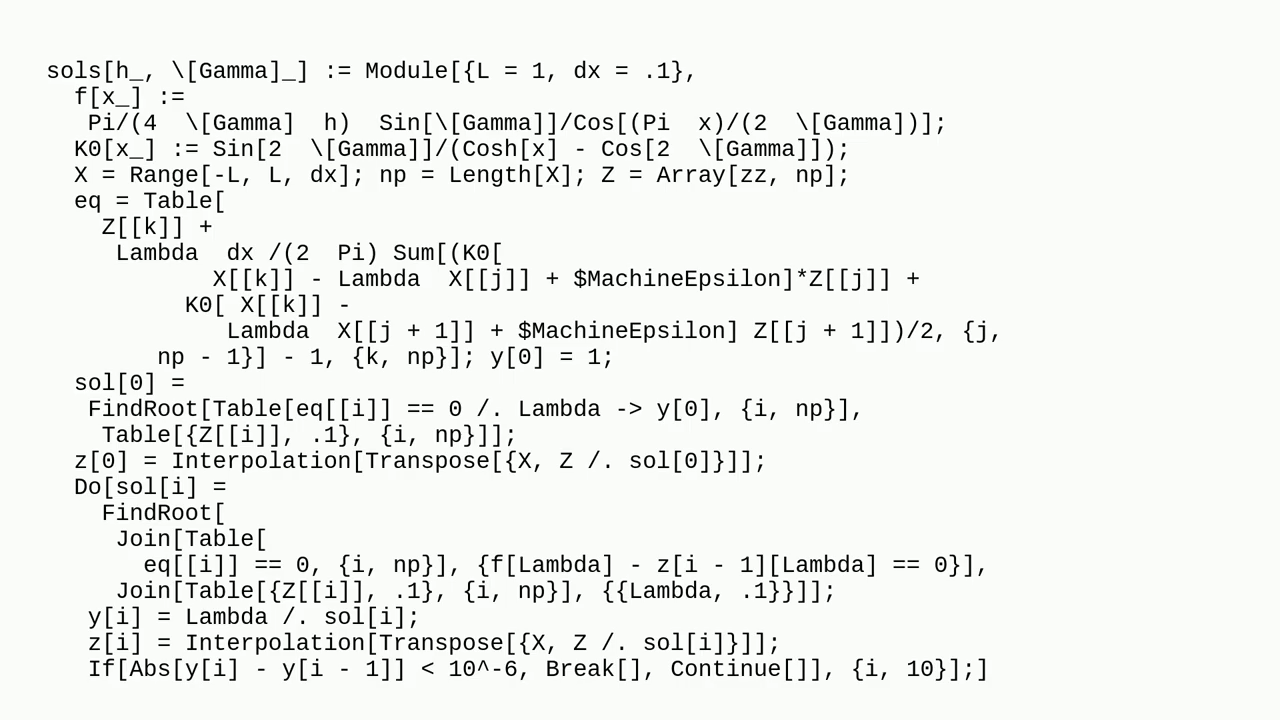 sols[h_, \[Gamma]_] := Module[{L = 1, dx = .1},
  f[x_] :=
   Pi/(4  \[Gamma]  h)  Sin[\[Gamma]]/Cos[(Pi  x)/(2  \[Gamma])];
  K0[x_] := Sin[2  \[Gamma]]/(Cosh[x] - Cos[2  \[Gamma]]);
  X = Range[-L, L, dx]; np = Length[X]; Z = Array[zz, np];
  eq = Table[
    Z[[k]] +
     Lambda  dx /(2  Pi) Sum[(K0[
            X[[k]] - Lambda  X[[j]] + $MachineEpsilon]*Z[[j]] +
          K0[ X[[k]] -
             Lambda  X[[j + 1]] + $MachineEpsilon] Z[[j + 1]])/2, {j,
        np - 1}] - 1, {k, np}]; y[0] = 1;
  sol[0] =
   FindRoot[Table[eq[[i]] == 0 /. Lambda -> y[0], {i, np}],
    Table[{Z[[i]], .1}, {i, np}]];
  z[0] = Interpolation[Transpose[{X, Z /. sol[0]}]];
  Do[sol[i] =
    FindRoot[
     Join[Table[
       eq[[i]] == 0, {i, np}], {f[Lambda] - z[i - 1][Lambda] == 0}],
     Join[Table[{Z[[i]], .1}, {i, np}], {{Lambda, .1}}]];
   y[i] = Lambda /. sol[i];
   z[i] = Interpolation[Transpose[{X, Z /. sol[i]}]];
   If[Abs[y[i] - y[i - 1]] < 10^-6, Break[], Continue[]], {i, 10}];]